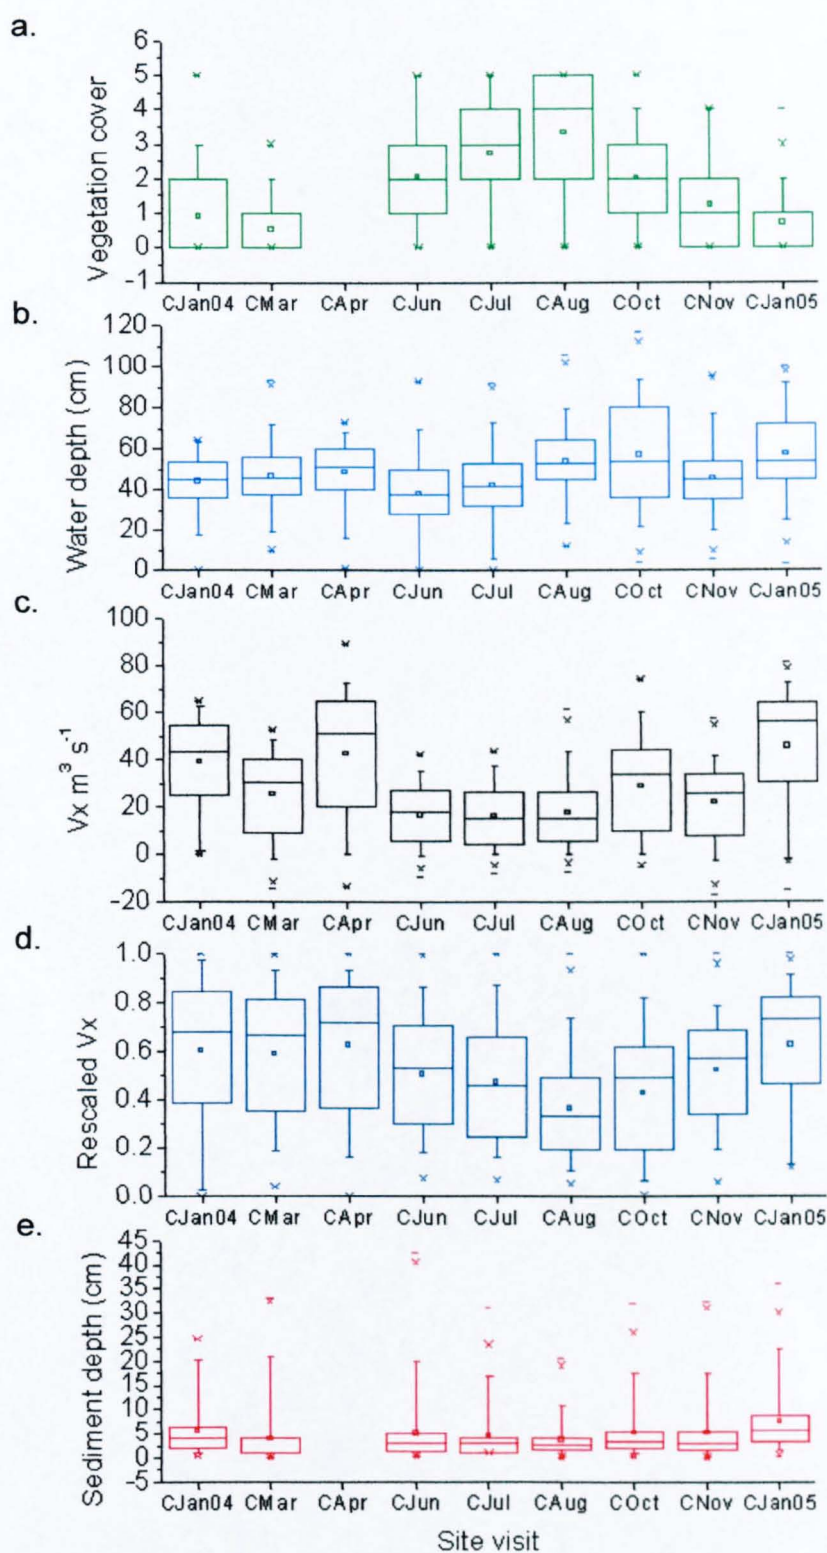 a.
Vegetation cover
6
5
4
3
2
1
0
-1
CJan04 CMar CApr CJun CJul CAug COct CNov CJan05
b.
Water depth (cm)
120
100
80
60
40
20
0
CJan04 CMar CApr CJun CJul CAug COct CNov CJan05
c.
Vx m³ s⁻¹
100
80
60
40
20
0
-20
CJan04 CMar CApr CJun CJul CAug COct CNov CJan05
d.
Rescaled Vx
1.0
0.8
0.6
0.4
0.2
0.0
CJan04 CMar CApr CJun CJul CAug COct CNov CJan05
e.
Sediment depth (cm)
45
40
35
30
25
20
15
10
5
0
-5
CJan04 CMar CApr CJun CJul CAug COct CNov CJan05
Site visit